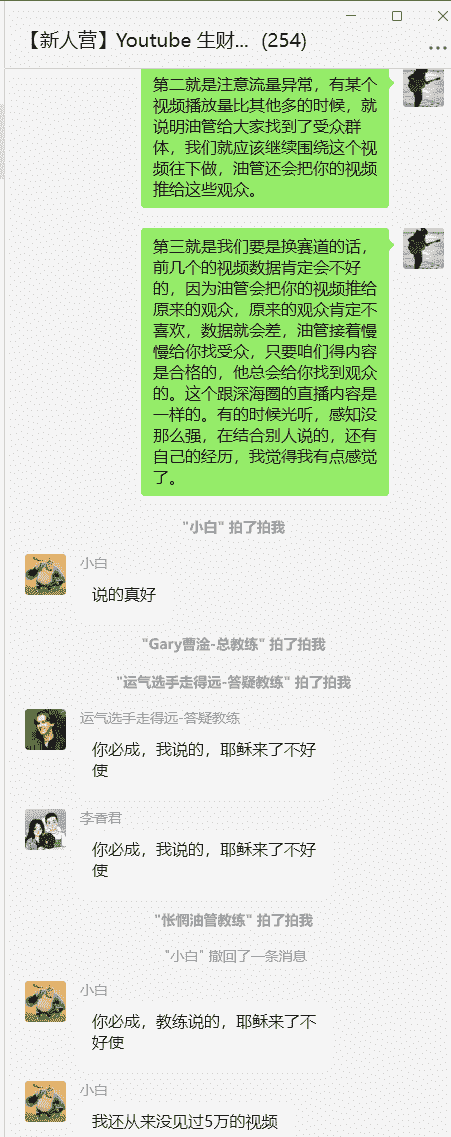 【新人营】Youtube 生财... (254)
第二就是注意流量异常，有某个
视频播放量比其他多的时候，就
说明油管给大家找到了受众群
体，我们就应该继续围绕这个视
频往下做，油管还会把你的视频
推给这些观众。
第三就是我们要是换赛道的话，
前几个的视频数据肯定会不好
的，因为油管会把你的视频推给
原来的观众，原来的观众肯定不
喜欢，数据就会差，油管接着慢
慢给你找受众，只要咱们得内容
是合格的，他总会给你找到观众
的。这个跟深海圈的直播内容是
一样的。有的时候光听，感知没
那么强，在结合别人说的，还有
自己的经历，我觉得我有点感觉
了。
"小白" 拍了拍我
小白
说的真好
"Gary曹淦-总教练" 拍了拍我
"运气选手走得远-答疑教练" 拍了拍我
运气选手走得远-答疑教练
你必成，我说的，耶稣来了不好
使
李香君
你必成，我说的，耶稣来了不好
使
"怅惘油管教练" 拍了拍我
"小白" 撤回了一条消息
小白
你必成，教练说的，耶稣来了不
好使
小白
我还从来没见过5万的视频